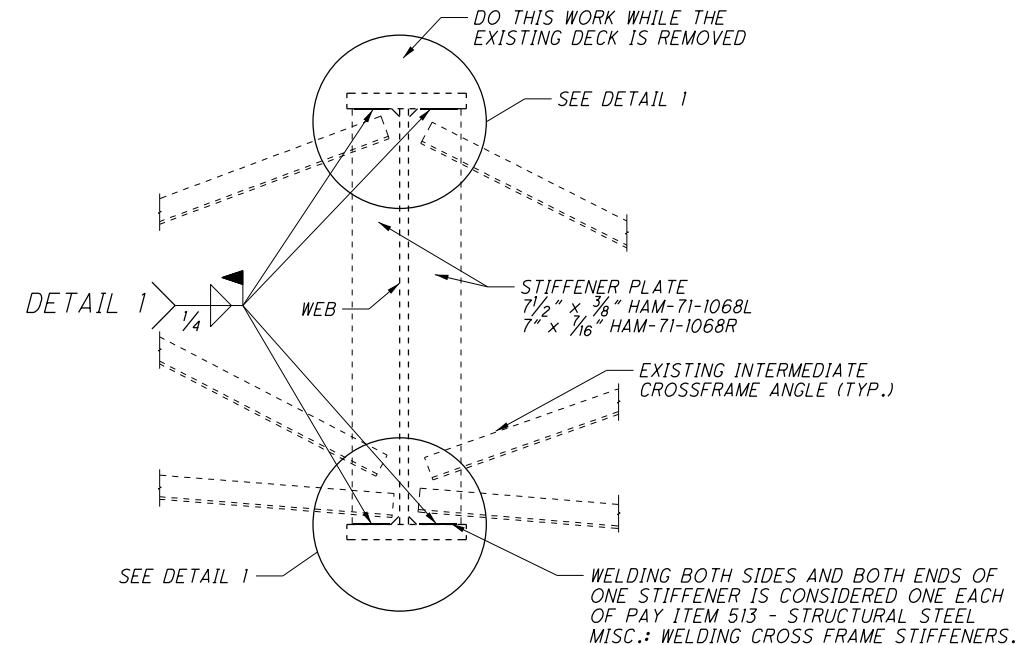 DO THIS WORK WHILE THE
EXISTING DECK IS REMOVED
SEE DETAIL 1
DETAIL 1
1/4
WEB
STIFFENER PLATE
7 1/2" x 3/8" HAM-71-1068L
7" x 7/16" HAM-71-1068R
EXISTING INTERMEDIATE
CROSSFRAME ANGLE (TYP.)
SEE DETAIL 1
WELDING BOTH SIDES AND BOTH ENDS OF
ONE STIFFENER IS CONSIDERED ONE EACH
OF PAY ITEM 513 - STRUCTURAL STEEL
MISC.: WELDING CROSS FRAME STIFFENERS.